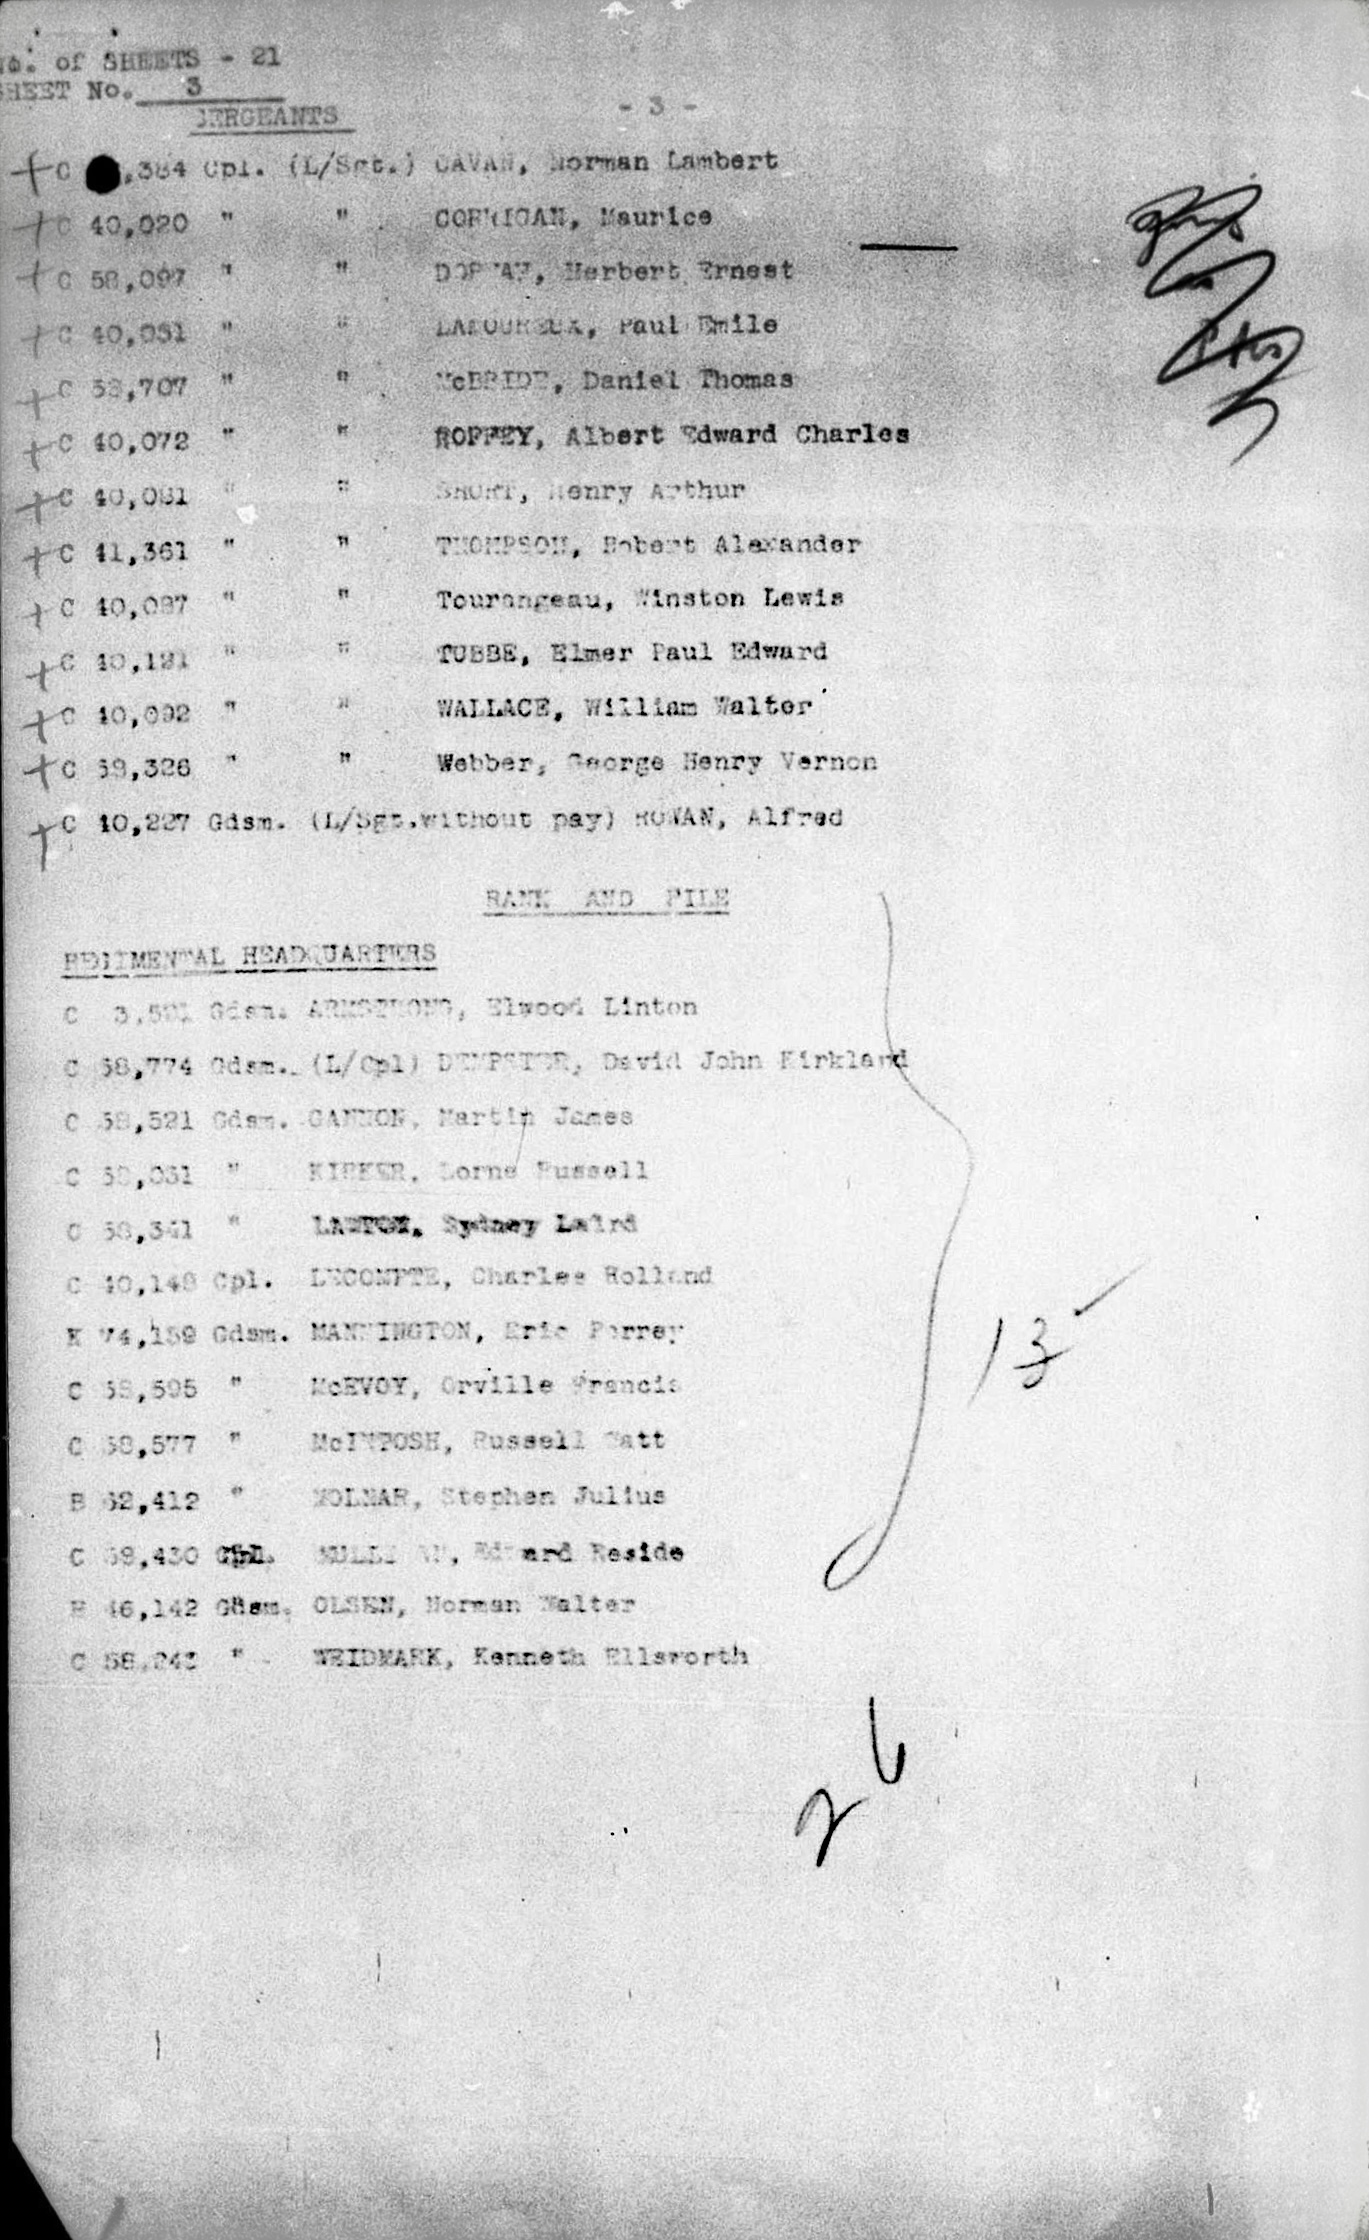 No. of SHEETS - 21
SHEET No. 3
- 3 -
SERGEANTS
C ,384 Cpl. (L/Sgt.) CAVAN, Norman Lambert
C 40,020 " " CORRIGAN, Maurice
C 58,097 " " Herbert Ernest
C 40,051 " " LAMOUREUX, Paul Emile
C 58,707 " " McBRIDE, Daniel Thomas
C 40,072 " " ROFFEY, Albert Edward Charles
C 40,081 " " SHORT, Henry Arthur
C 41,361 " " THOMPSON, Robert Alexander
C 40,087 " " Tourangeau, Winston Lewis
C 40,121 " " TUBBE, Elmer Paul Edward
C 40,092 " " WALLACE, William Walter
C 59,326 " " Webber, George Henry Vernon
C 40,227 Gdsm. (L/Sgt.without pay) ROWAN, Alfred
RANK AND FILE
REGIMENTAL HEADQUARTERS
C Gdsm. ARMSTRONG, Elwood Linton
C 58,774 Gdsm. (L/Cpl) DEMPSTER, David John Kirkland
C 58,521 Gdsm. GANNON, Martin James
C 58,031 " Lorne Russell
C 58,341 " LAWTON, Sydney Laird
C 40,148 Cpl. LECOMPTE, Charles Holland
K 74,159 Gdsm. MANNINGTON, Eric
C 58,595 " McEVOY, Orville Francis
C 58,577 " McINTOSH, Russell
B 62,412 " MOLNAR, Stephen Julius
C 59,430 Cpl. Edward Reside
H 46,142 Gdsm. OLSEN, Norman Walter
C " WEIDMARK, Kenneth Ellsworth
13
26